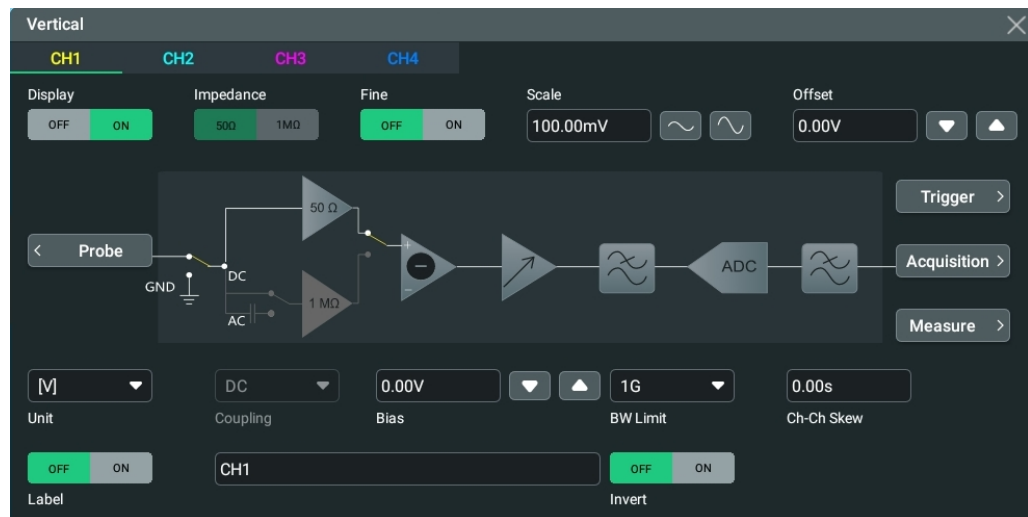 Vertical
CH1 CH2 CH3 CH4
Display Impedance Fine Scale Offset
OFF ON 50Ω 1MΩ OFF ON 100.00mV 0.00V
50 Ω Trigger >
< Probe DC + − ADC Acquisition >
GND
1 MΩ
AC Measure >
[V] DC 0.00V 1G 0.00s
Unit Coupling Bias BW Limit Ch-Ch Skew
OFF ON CH1 OFF ON
Label Invert